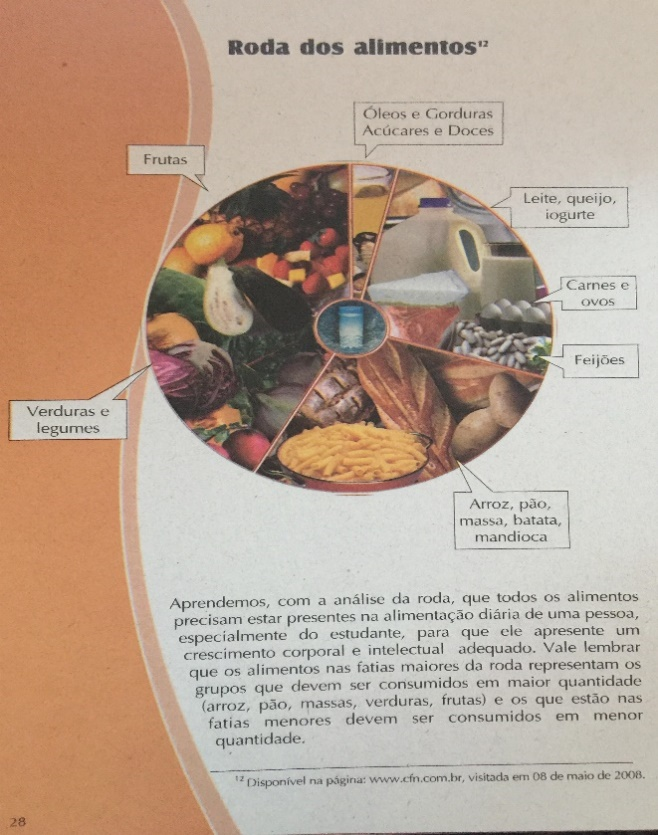 Roda dos alimentos¹²
Óleos e Gorduras
Acúcares e Doces
Frutas
Leite, queijo,
iogurte
Carnes e
ovos
Feijões
Verduras e
legumes
Arroz, pão,
massa, batata,
mandioca
Aprendemos, com a análise da roda, que todos os alimentos
precisam estar presentes na alimentação diária de uma pessoa,
especialmente do estudante, para que ele apresente um
crescimento corporal e intelectual adequado. Vale lembrar
que os alimentos nas fatias maiores da roda representam os
grupos que devem ser consumidos em maior quantidade
(arroz, pão, massas, verduras, frutas) e os que estão nas
fatias menores devem ser consumidos em menor
quantidade.
¹² Disponível na página: www.cfn.com.br, visitada em 08 de maio de 2008.
28